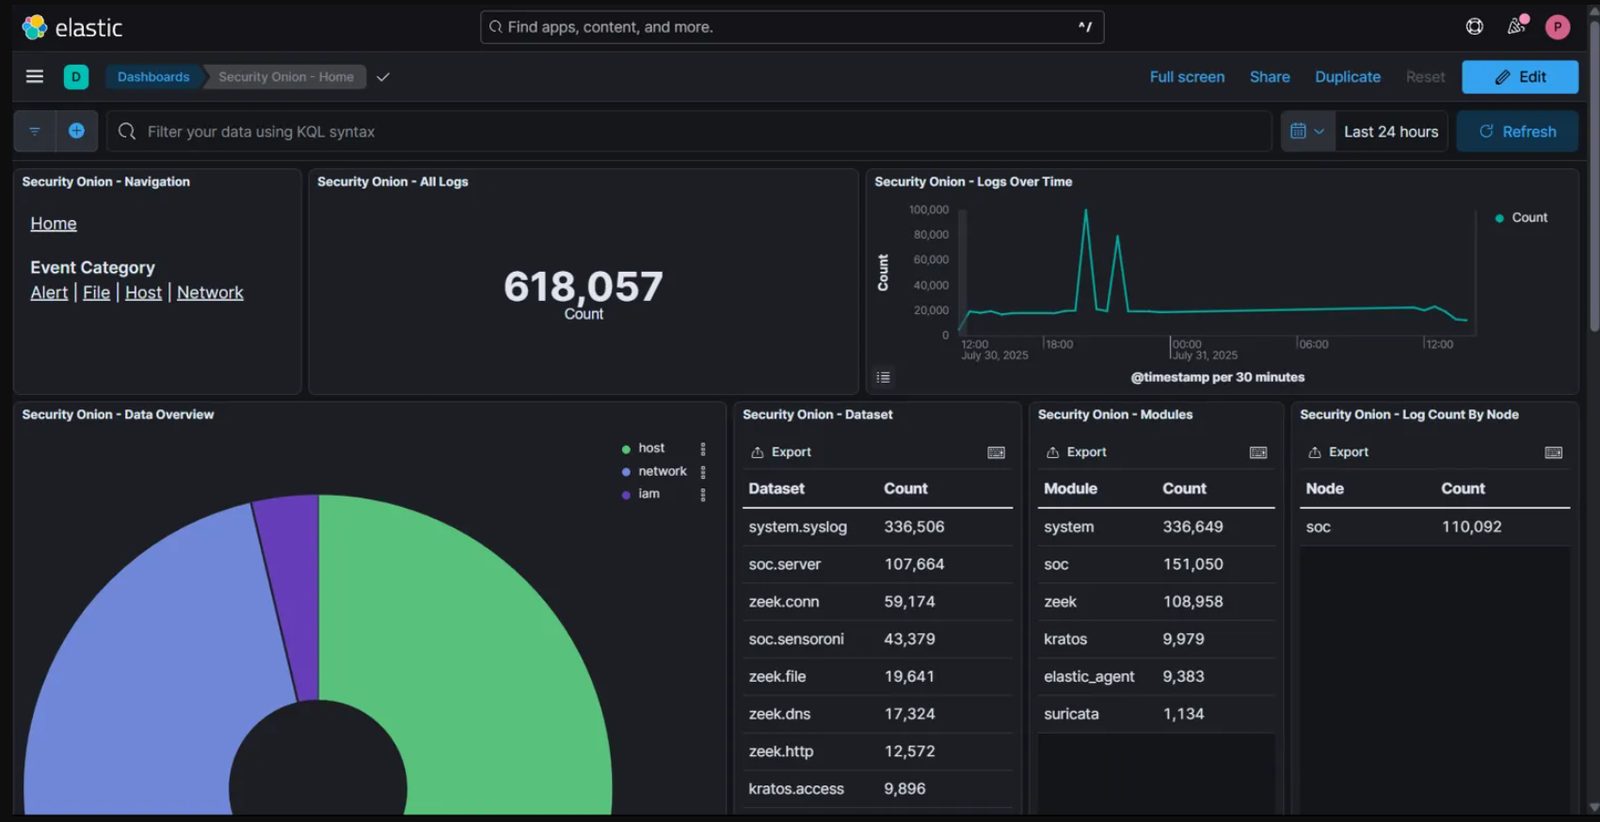 elastic
Find apps, content, and more.
^/
P
D
Dashboards
Security Onion - Home
Full screen
Share
Duplicate
Reset
Edit
Filter your data using KQL syntax
Last 24 hours
Refresh
Security Onion - Navigation
Home
Event Category
Alert | File | Host | Network
Security Onion - All Logs
618,057
Count
Security Onion - Logs Over Time
100,000
80,000
60,000
40,000
20,000
0
Count
12:00
July 30, 2025
18:00
00:00
July 31, 2025
06:00
12:00
@timestamp per 30 minutes
Count
Security Onion - Data Overview
host
network
iam
Security Onion - Dataset
Export
Dataset Count
system.syslog 336,506
soc.server 107,664
zeek.conn 59,174
soc.sensoroni 43,379
zeek.file 19,641
zeek.dns 17,324
zeek.http 12,572
kratos.access 9,896
Security Onion - Modules
Export
Module Count
system 336,649
soc 151,050
zeek 108,958
kratos 9,979
elastic_agent 9,383
suricata 1,134
Security Onion - Log Count By Node
Export
Node Count
soc 110,092